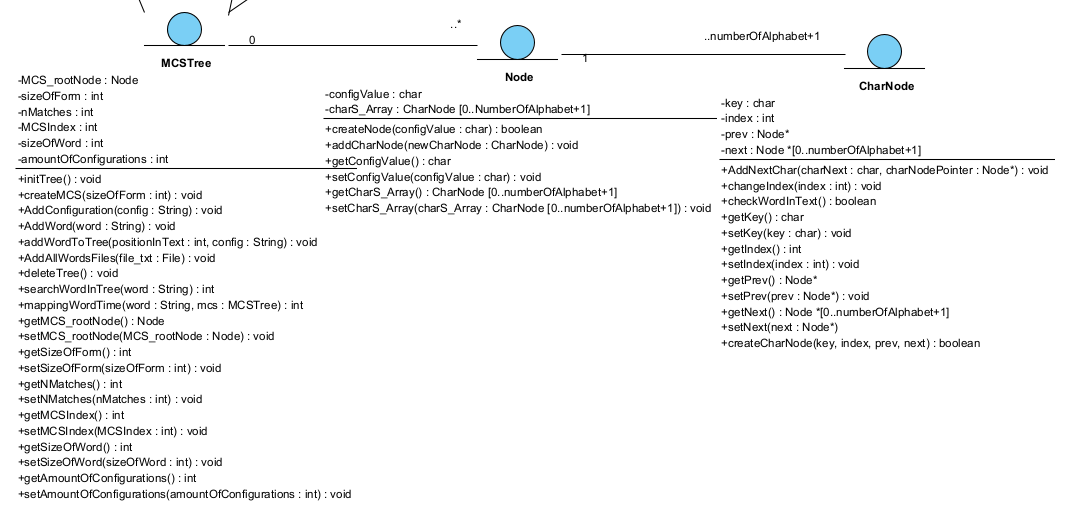 0
..*
1
..numberOfAlphabet+1
MCSTree
-MCS_rootNode : Node
-sizeOfForm : int
-nMatches : int
-MCSIndex : int
-sizeOfWord : int
-amountOfConfigurations : int
+initTree() : void
+createMCS(sizeOfForm : int) : void
+AddConfiguration(config : String) : void
+AddWord(word : String) : void
+addWordToTree(positionInText : int, config : String) : void
+AddAllWordsFiles(file_txt : File) : void
+deleteTree() : void
+searchWordInTree(word : String) : int
+mappingWordTime(word : String, mcs : MCSTree) : int
+getMCS_rootNode() : Node
+setMCS_rootNode(MCS_rootNode : Node) : void
+getSizeOfForm() : int
+setSizeOfForm(sizeOfForm : int) : void
+getNMatches() : int
+setNMatches(nMatches : int) : void
+getMCSIndex() : int
+setMCSIndex(MCSIndex : int) : void
+getSizeOfWord() : int
+setSizeOfWord(sizeOfWord : int) : void
+getAmountOfConfigurations() : int
+setAmountOfConfigurations(amountOfConfigurations : int) : void
Node
-configValue : char
-charS_Array : CharNode [0..NumberOfAlphabet+1]
+createNode(configValue : char) : boolean
+addCharNode(newCharNode : CharNode) : void
+getConfigValue() : char
+setConfigValue(configValue : char) : void
+getCharS_Array() : CharNode [0..numberOfAlphabet+1]
+setCharS_Array(charS_Array : CharNode [0..numberOfAlphabet+1]) : void
CharNode
-key : char
-index : int
-prev : Node*
-next : Node *[0..numberOfAlphabet+1]
+AddNextChar(charNext : char, charNodePointer : Node*) : void
+changeIndex(index : int) : void
+checkWordInText() : boolean
+getKey() : char
+setKey(key : char) : void
+getIndex() : int
+setIndex(index : int) : void
+getPrev() : Node*
+setPrev(prev : Node*) : void
+getNext() : Node *[0..numberOfAlphabet+1]
+setNext(next : Node*)
+createCharNode(key, index, prev, next) : boolean